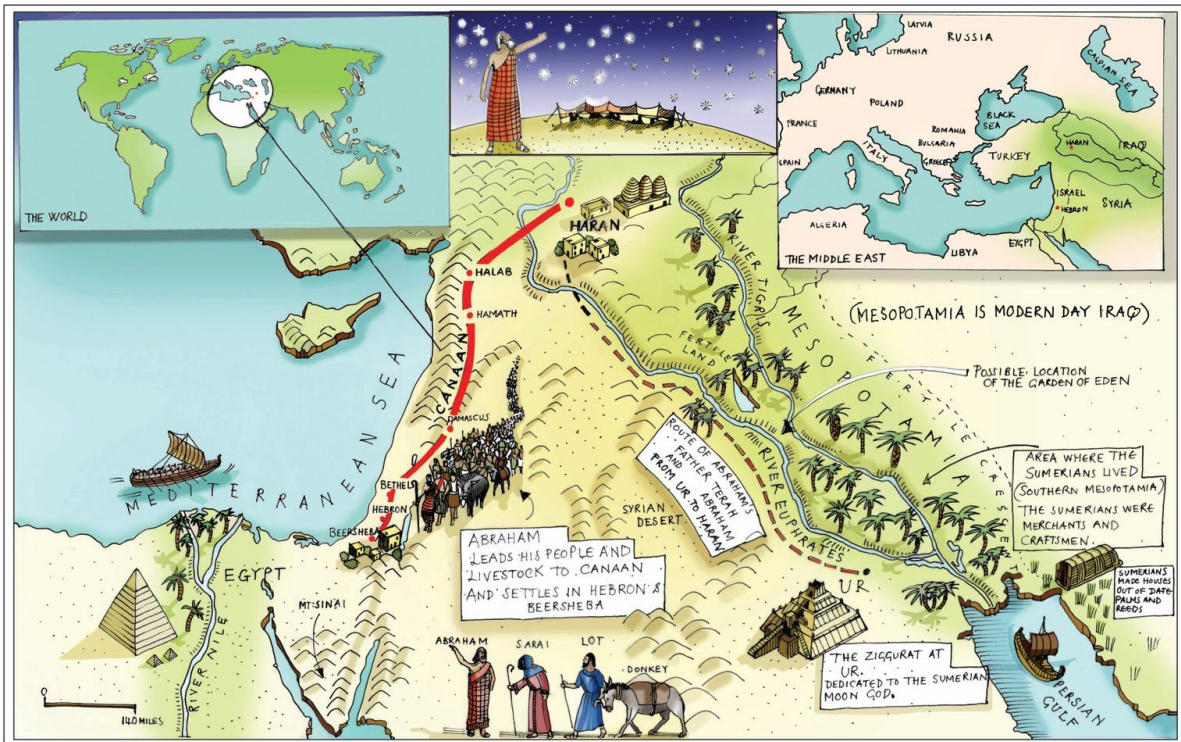 THE WORLD
LATVIA
LITHUANIA
RUSSIA
GERMANY
POLAND
FRANCE
CASPIAN SEA
BLACK
SEA
ROMANIA
BULGARIA
ITALY
GREECE
TURKEY
HARAN
IRAQ
SPAIN
ISRAEL
HEBRON
SYRIA
ALGERIA
LIBYA
EGYPT
THE MIDDLE EAST
HARAN
HALAB
HAMATH
CANAAN
DAMASCUS
BETHEL
HEBRON
BEERSHEBA
MEDITERRANEAN SEA
RIVER TIGRIS
MESOPOTAMIA
FERTILE
LAND
FERTILE CRESCENT
(MESOPOTAMIA IS MODERN DAY IRAQ)
POSSIBLE LOCATION
OF THE GARDEN OF EDEN
ROUTE OF ABRAHAM'S
FATHER TERAH
AND ABRAHAM
FROM UR TO HARAN
RIVER EUPHRATES
SYRIAN
DESERT
AREA WHERE THE
SUMERIANS LIVED
(SOUTHERN MESOPOTAMIA)
THE SUMERIANS WERE
MERCHANTS AND
CRAFTSMEN.
SUMERIANS
MADE HOUSES
OUT OF DATE
PALMS AND
REEDS
ABRAHAM
LEADS HIS PEOPLE AND
LIVESTOCK TO CANAAN
AND SETTLES IN HEBRON &
BEERSHEBA
UR
THE ZIGGURAT AT
UR.
DEDICATED TO THE SUMERIAN
MOON GOD.
PERSIAN
GULF
EGYPT
RIVER NILE
MT. SINAI
ABRAHAM
SARAI
LOT
DONKEY
0
140 MILES